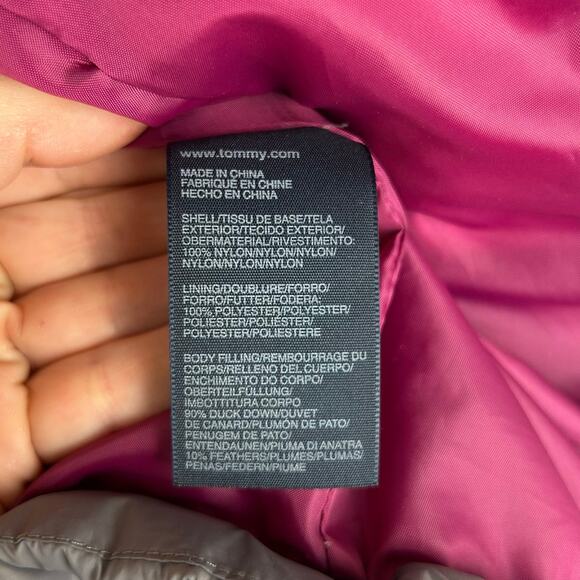 www.tommy.com
MADE IN CHINA
FABRIQUÉ EN CHINE
HECHO EN CHINA
SHELL/TISSU DE BASE/TELA
EXTERIOR/TECIDO EXTERIOR/
OBERMATERIAL/RIVESTIMENTO:
100% NYLON/NYLON/NYLON/
NYLON/NYLON/NYLON
LINING/DOUBLURE/FORRO/
FORRO/FUTTER/FODERA:
100% POLYESTER/POLYESTER/
POLIÉSTER/POLIÉSTER/
POLYESTER/POLIESTERE
BODY FILLING/REMBOURRAGE DU
CORPS/RELLENO DEL CUERPO/
ENCHIMENTO DO CORPO/
OBERTEILFÜLLUNG/
IMBOTTITURA CORPO
90% DUCK DOWN/DUVET
DE CANARD/PLUMÓN DE PATO/
PENUGEM DE PATO/
ENTENDAUNEN/PIUMA DI ANATRA
10% FEATHERS/PLUMES/PLUMAS/
PENAS/FEDERN/PIUME